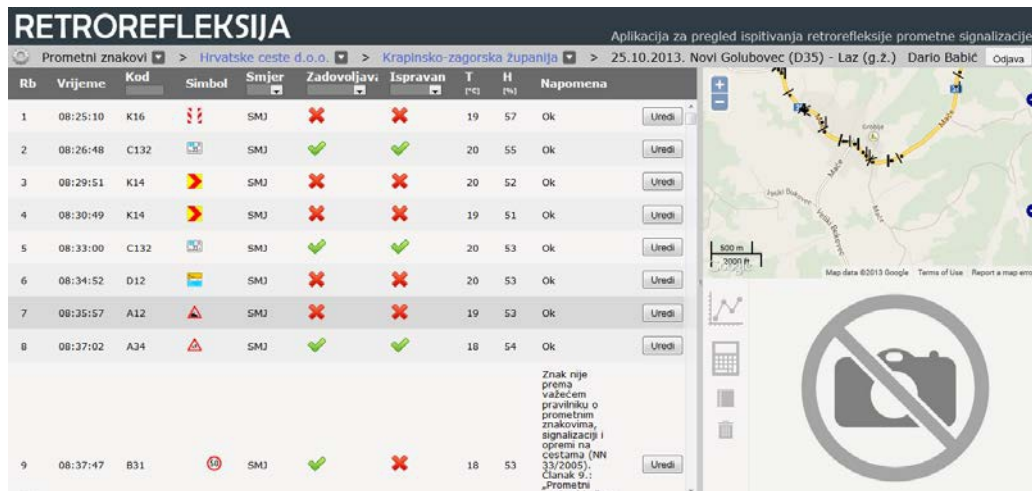 RETROREFLEKSIJA
Aplikacija za pregled ispitivanja retrorefleksije prometne signalizacije
Prometni znakovi > Hrvatske ceste d.o.o. > Krapinsko-zagorska županija > 25.10.2013. Novi Golubovec (D35) - Laz (g.ž.) Dario Babić Odjava
Rb Vrijeme Kod Simbol Smjer Zadovoljava Ispravan T [°C] H [%] Napomena
1 08:25:10 K16 SMJ 19 57 Ok Uredi
2 08:26:48 C132 SMJ 20 55 Ok Uredi
3 08:29:51 K14 SMJ 20 52 Ok Uredi
4 08:30:49 K14 SMJ 19 51 Ok Uredi
5 08:33:00 C132 SMJ 20 53 Ok Uredi
6 08:34:52 D12 SMJ 20 53 Ok Uredi
7 08:35:57 A12 SMJ 19 53 Ok Uredi
8 08:37:02 A34 SMJ 18 54 Ok Uredi
Znak nije
prema
važećem
pravilniku o
prometnim
znakovima,
signalizaciji i
opremi na
cestama (NN
9 08:37:47 B31 50 SMJ 18 53 33/2005). Uredi
Članak 9.:
„Prometni
Mače
Mače
Mače
500 m
2000 ft
Google
Map data ©2013 Google Terms of Use Report a map erro